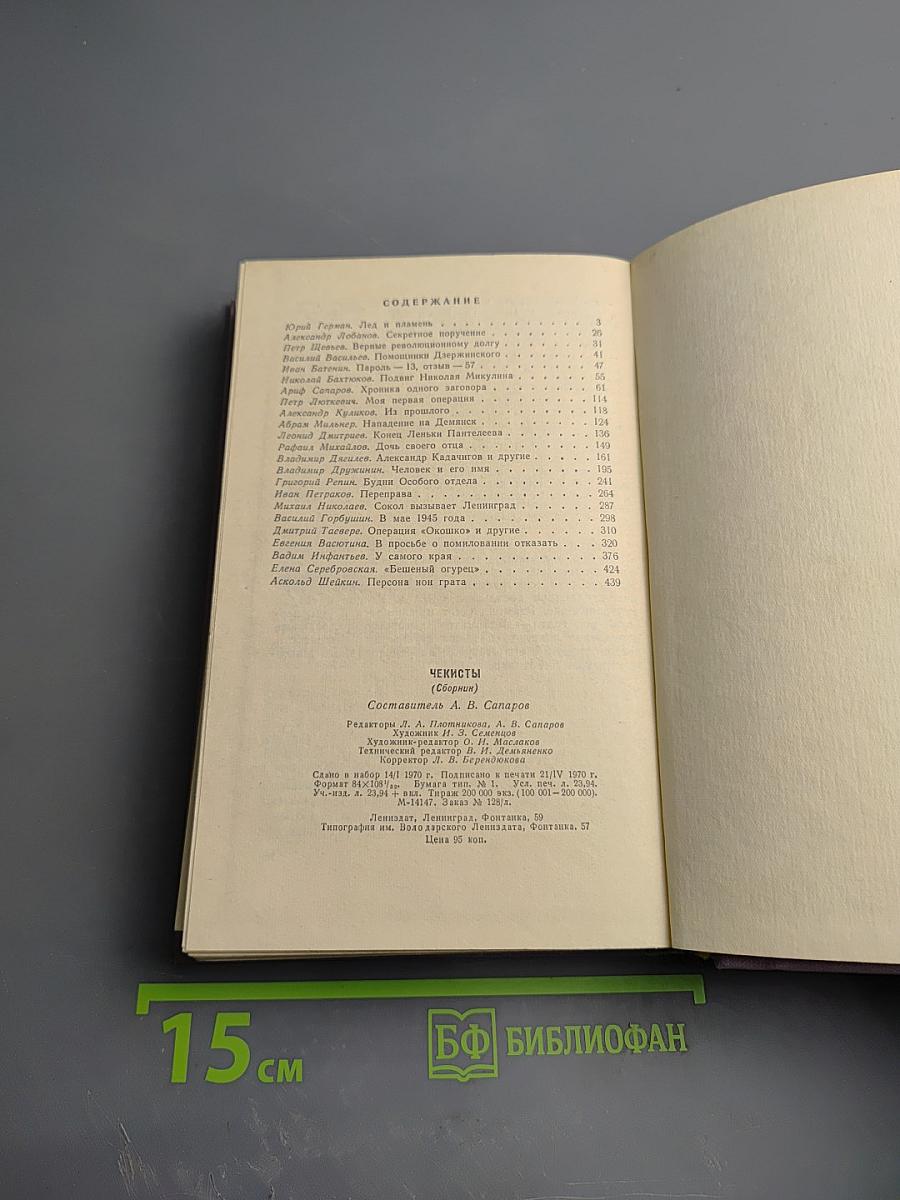 СОДЕРЖАНИЕ
Юрий Герман. Лед и пламень . . . . . . . . . . . . 3
Александр Лобанов. Секретное поручение . . . . . . . . 26
Петр Щевьев. Верные революционному долгу . . . . . . . 31
Василий Васильев. Помощники Дзержинского . . . . . . . 41
Иван Батенин. Пароль — 13, отзыв — 57 . . . . . . . . . 47
Николай Бахтюков. Подвиг Николая Микулина . . . . . . 55
Ариф Сапаров. Хроника одного заговора . . . . . . . . 61
Петр Люткевич. Моя первая операция . . . . . . . . . 114
Александр Куликов. Из прошлого . . . . . . . . . . . 118
Абрам Мильнер. Нападение на Демянск . . . . . . . . . 124
Леонид Дмитриев. Конец Леньки Пантелеева . . . . . . . 136
Рафаил Михайлов. Дочь своего отца . . . . . . . . . . 149
Владимир Дягилев. Александр Кадачигов и другие . . . . . 161
Владимир Дружинин. Человек и его имя . . . . . . . . . 195
Григорий Репин. Будни Особого отдела . . . . . . . . . 241
Иван Петраков. Переправа . . . . . . . . . . . . . . 264
Михаил Николаев. Сокол вызывает Ленинград . . . . . . . 287
Василий Горбушин. В мае 1945 года . . . . . . . . . . 298
Дмитрий Таевере. Операция «Окошко» и другие . . . . . . 310
Евгения Васютина. В просьбе о помиловании отказать . . . 320
Вадим Инфантьев. У самого края . . . . . . . . . . . 376
Елена Серебровская. «Бешеный огурец» . . . . . . . . . 424
Аскольд Шейкин. Персона нон грата . . . . . . . . . . 439
ЧЕКИСТЫ
(Сборник)
Составитель А. В. Сапаров
Редакторы Л. А. Плотникова, А. В. Сапаров
Художник И. З. Семенцов
Художник-редактор О. И. Маслаков
Технический редактор В. И. Демьяненко
Корректор Л. В. Берендюкова
Сдано в набор 14/I 1970 г. Подписано к печати 21/IV 1970 г.
Формат 84×108¹/₃₂. Бумага тип. № 1. Усл. печ. л. 23,94.
Уч.-изд. л. 23,94 + вкл. Тираж 200 000 экз. (100 001—200 000).
М-14147. Заказ № 128/л.
Лениздат, Ленинград, Фонтанка, 59
Типография им. Володарского Лениздата, Фонтанка, 57
Цена 95 коп.
15 см БФ БИБЛИОФАН